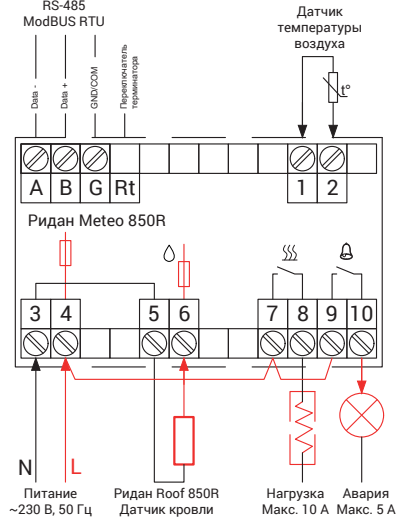 RS-485
ModBUS RTU
Датчик
температуры
воздуха
Data -
Data +
GND/COM
Переключатель
терминатора
t°
A B G Rt 1 2
Ридан Meteo 850R
3 4 5 6 7 8 9 10
N L
Питание
~230 В, 50 Гц
Ридан Roof 850R
Датчик кровли
Нагрузка
Макс. 10 А
Авария
Макс. 5 А